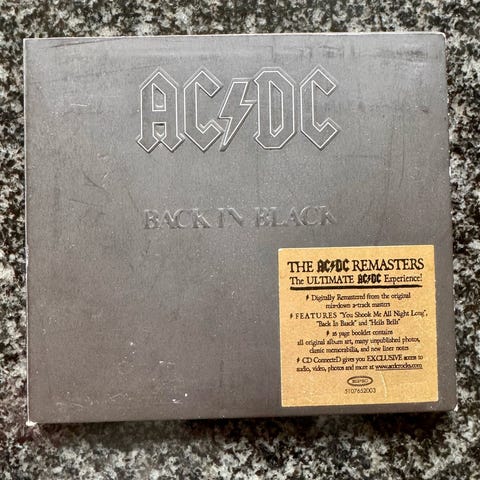 AC⚡DC
BACK IN BLACK
THE AC⚡DC REMASTERS
The ULTIMATE AC⚡DC Experience!
Digitally Remastered from the original
mixdown 2-track masters
FEATURES "You Shook Me All Night Long",
"Back In Black" and "Hells Bells"
16 page booklet contains
all original album art, many unpublished photos,
classic memorabilia, and new liner notes
CD ConnecteD gives you EXCLUSIVE access to
audio, video, photos and more at www.acdcrocks.com
5107652003